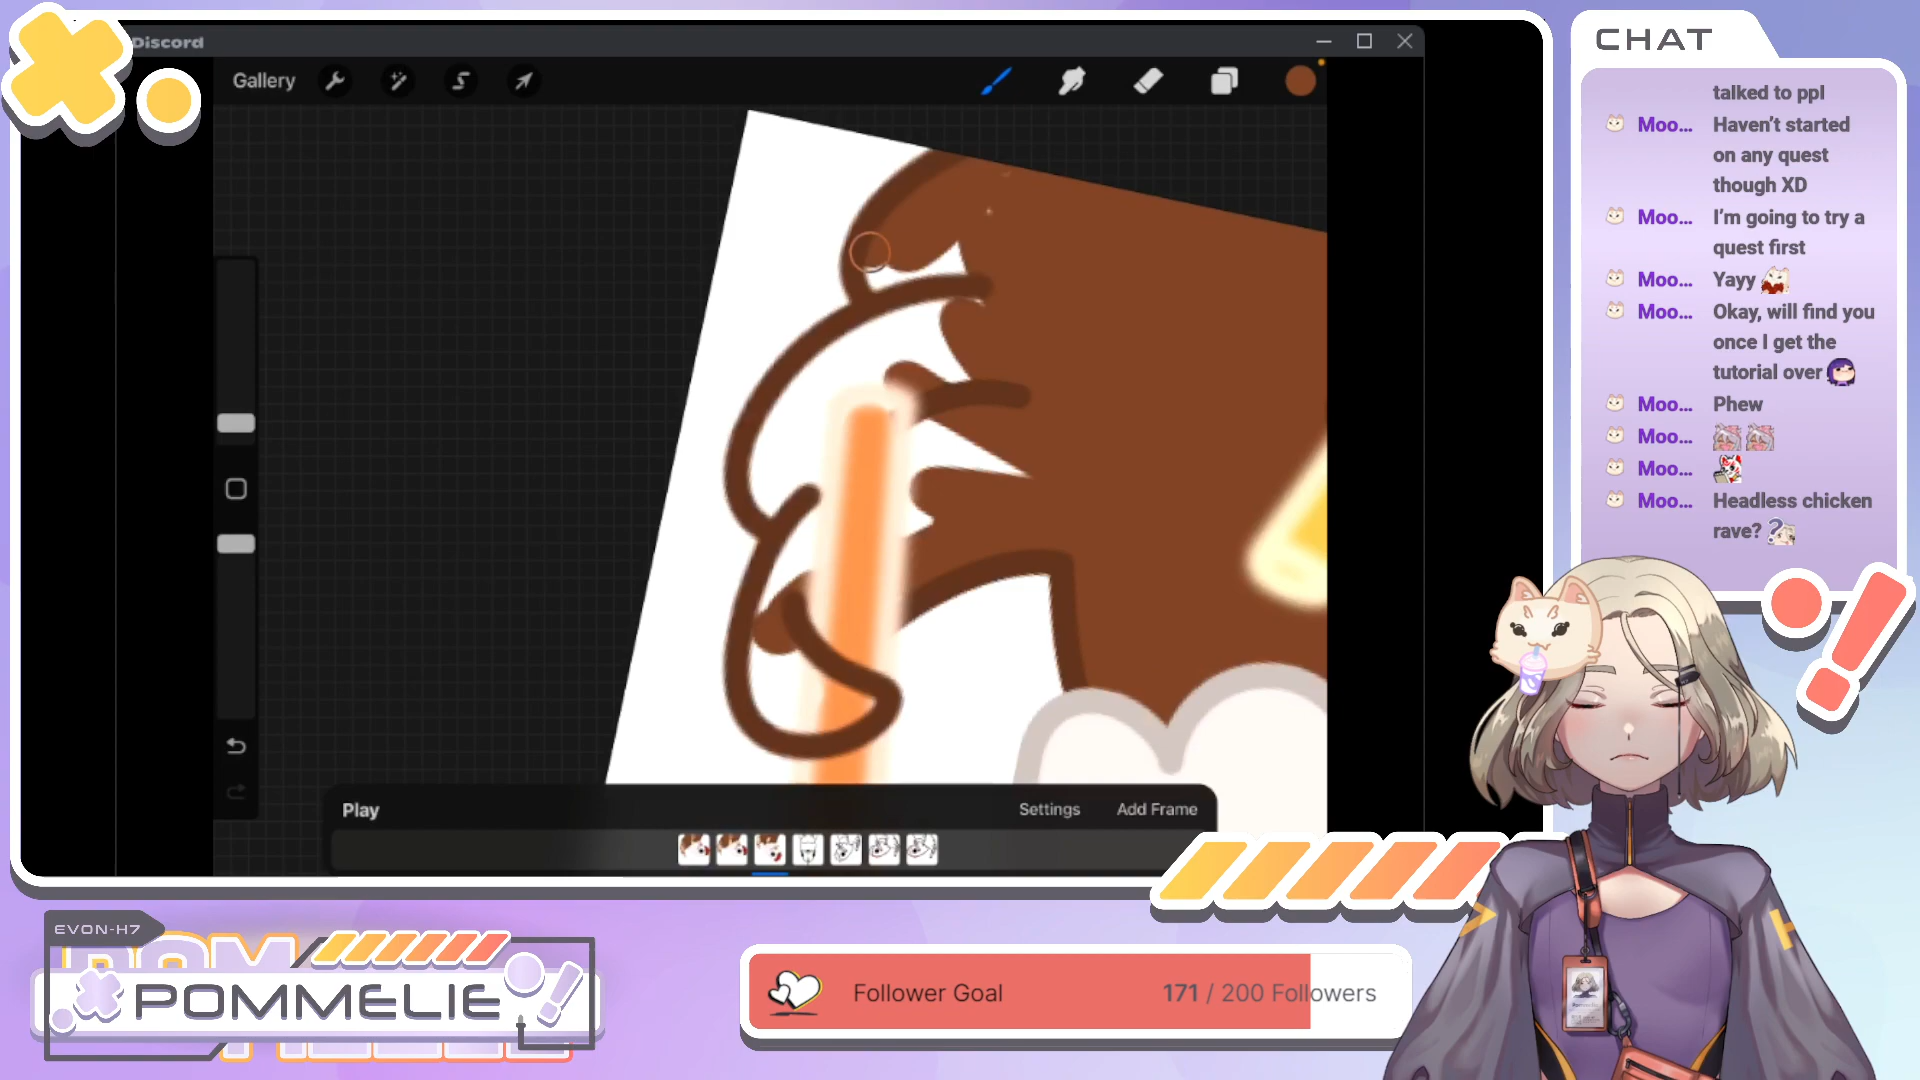 Discord
Gallery
Play
Settings
Add Frame
CHAT
talked to ppl
Moo... Haven't started
on any quest
though XD
Moo... I'm going to try a
quest first
Moo... Yayy
Moo... Okay, will find you
once I get the
tutorial over
Moo... Phew
Moo...
Moo...
Moo... Headless chicken
rave?
EVON-H7
POMMELIE
Follower Goal
171 / 200 Followers